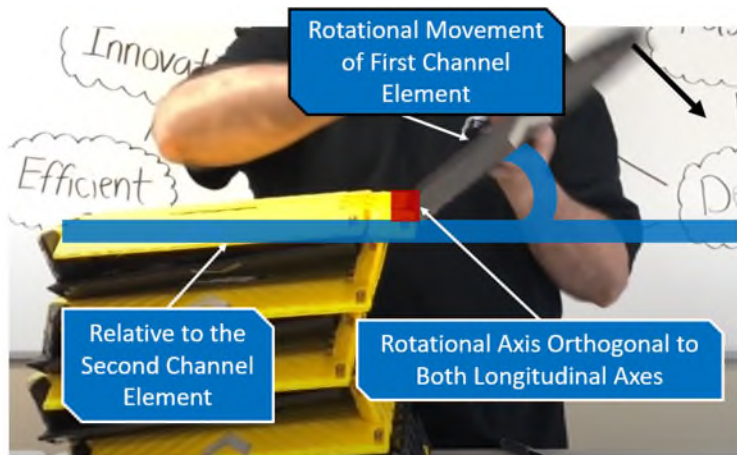 Innovat
Rotational Movement
of First Channel
Element
Efficient
De
Relative to the
Second Channel
Element
Rotational Axis Orthogonal to
Both Longitudinal Axes